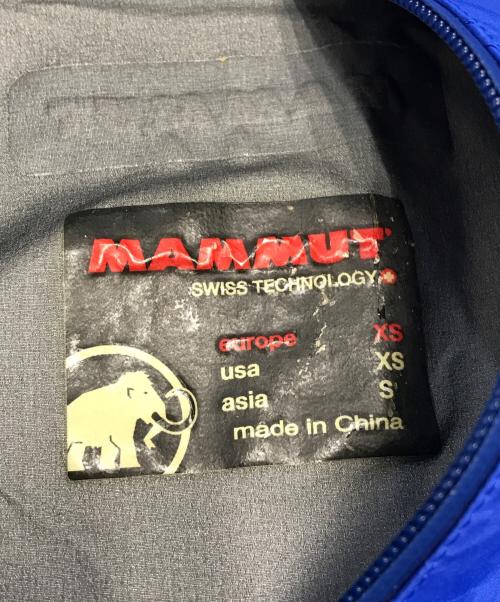 MAMMUT
SWISS TECHNOLOGY
europe XS
usa XS
asia S
made in China